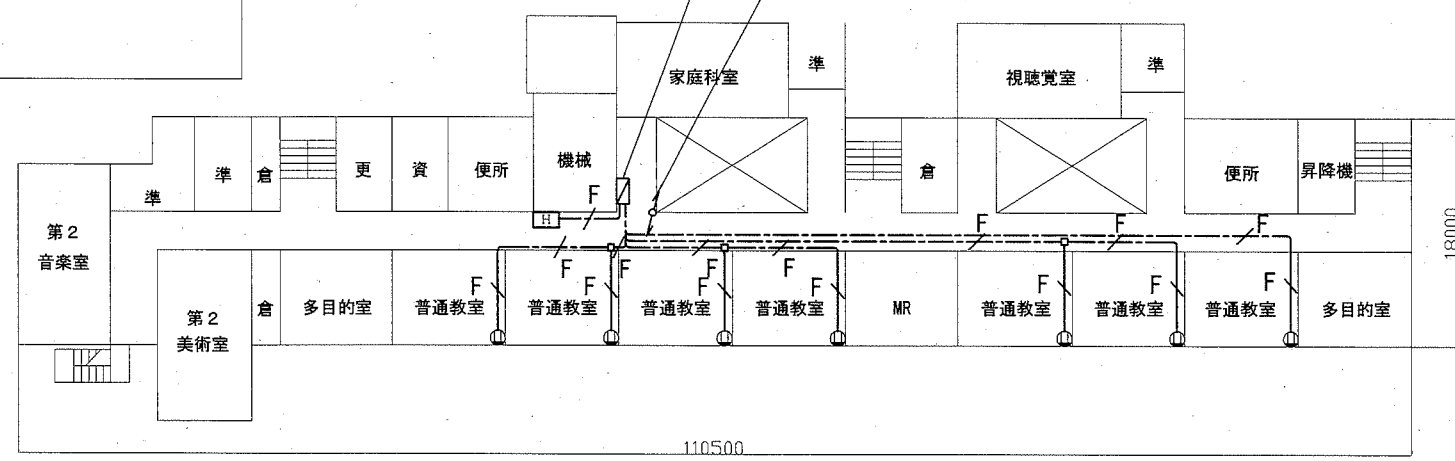 家庭科室
準
視聴覚室
準
準
準
倉
更
資
便所
機械
倉
便所
昇降機
F
H
第2
音楽室
F
F
F
F
F
F
F
F
18000
F
F
F
F
F
F
F
第2
美術室
倉
多目的室
普通教室
普通教室
普通教室
普通教室
MR
普通教室
普通教室
普通教室
多目的室
110500